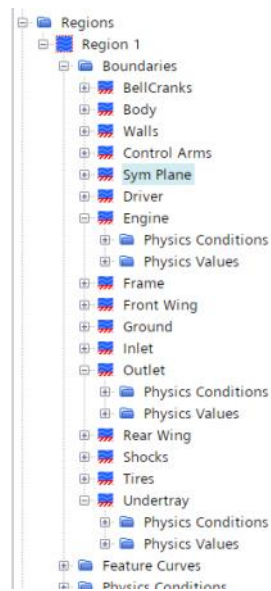 Regions
Region 1
Boundaries
BellCranks
Body
Walls
Control Arms
Sym Plane
Driver
Engine
Physics Conditions
Physics Values
Frame
Front Wing
Ground
Inlet
Outlet
Physics Conditions
Physics Values
Rear Wing
Shocks
Tires
Undertray
Physics Conditions
Physics Values
Feature Curves
Physics Conditions